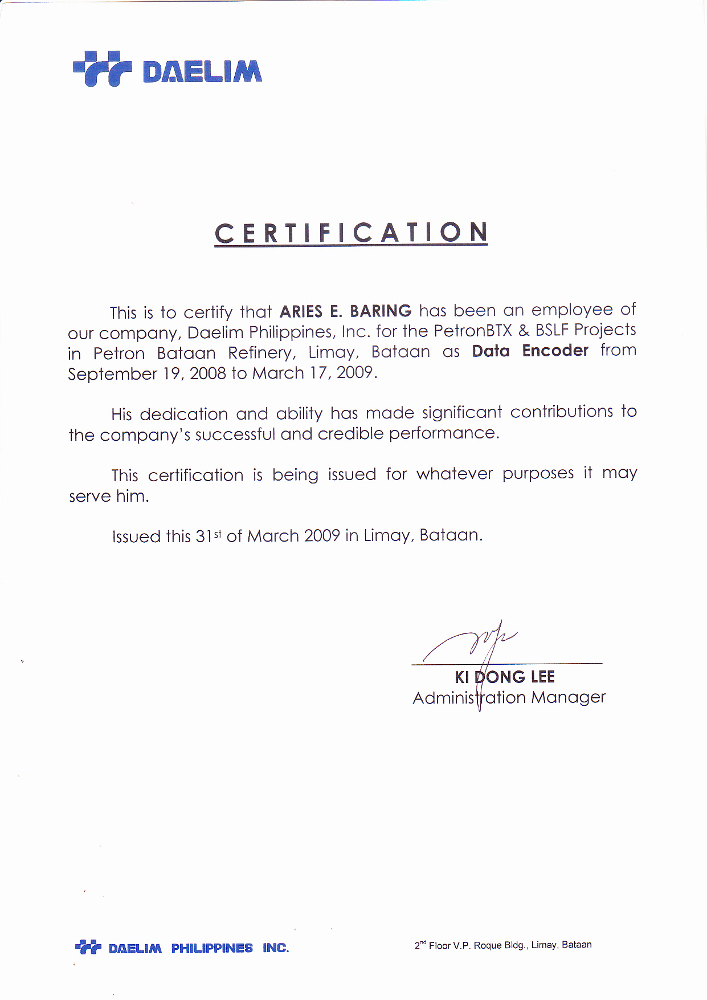 DAELIM
CERTIFICATION
This is to certify that ARIES E. BARING has been an employee of
our company, Daelim Philippines, Inc. for the PetronBTX & BSLF Projects
in Petron Bataan Refinery, Limay, Bataan as Data Encoder from
September 19, 2008 to March 17, 2009.
His dedication and ability has made significant contributions to
the company's successful and credible performance.
This certification is being issued for whatever purposes it may
serve him.
Issued this 31st of March 2009 in Limay, Bataan.
KI DONG LEE
Administration Manager
DAELIM PHILIPPINES INC.
2nd Floor V.P. Roque Bldg., Limay, Bataan